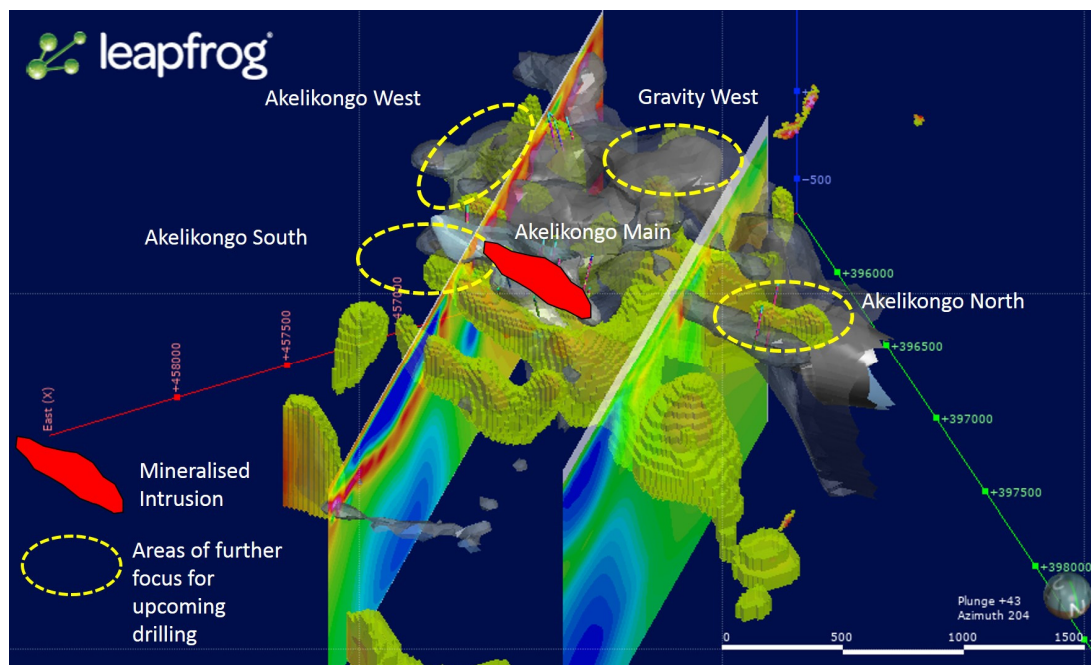 leapfrog®
Akelikongo West
Gravity West
-500
Akelikongo South
Akelikongo Main
+396000
Akelikongo North
+457000
+457500
+396500
+458000
East (X)
+397000
Mineralised
Intrusion
+397500
Areas of further
focus for
upcoming
drilling
+398000
Plunge +43
Azimuth 204
0
500
1000
1500